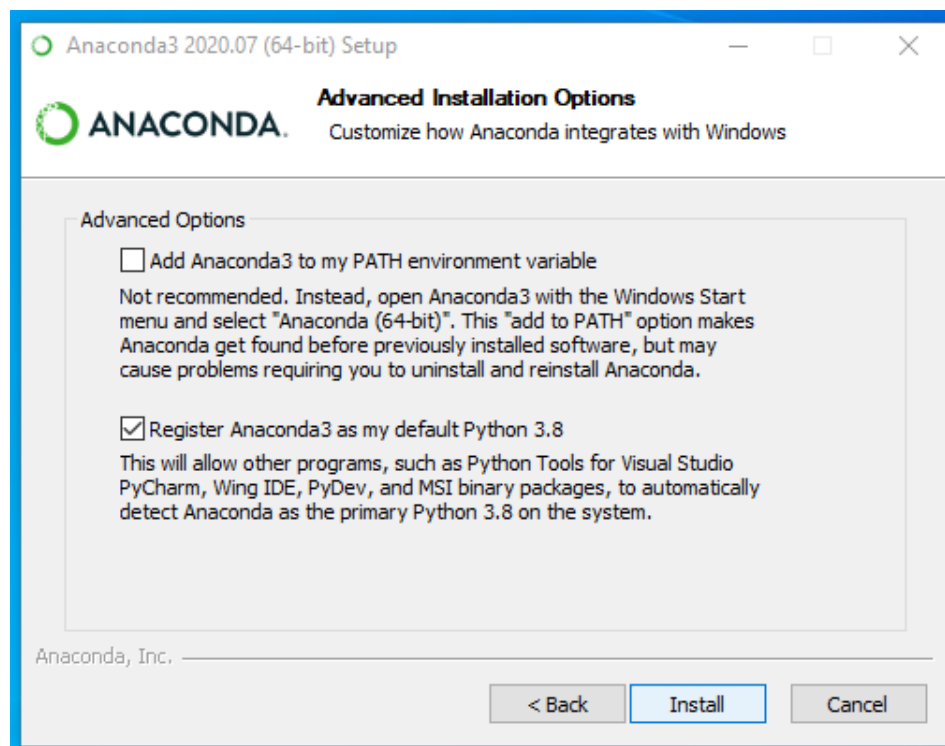 Anaconda3 2020.07 (64-bit) Setup
ANACONDA.
Advanced Installation Options
Customize how Anaconda integrates with Windows
Advanced Options
Add Anaconda3 to my PATH environment variable
Not recommended. Instead, open Anaconda3 with the Windows Start
menu and select "Anaconda (64-bit)". This "add to PATH" option makes
Anaconda get found before previously installed software, but may
cause problems requiring you to uninstall and reinstall Anaconda.
Register Anaconda3 as my default Python 3.8
This will allow other programs, such as Python Tools for Visual Studio
PyCharm, Wing IDE, PyDev, and MSI binary packages, to automatically
detect Anaconda as the primary Python 3.8 on the system.
Anaconda, Inc.
< Back
Install
Cancel